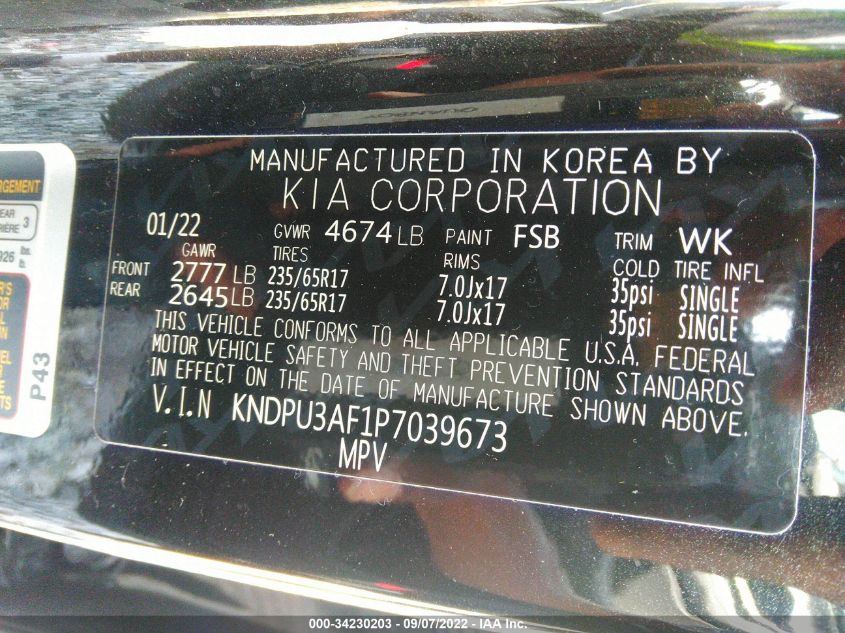 MANUFACTURED IN KOREA BY
KIA CORPORATION
01/22 GVWR 4674 LB PAINT FSB TRIM WK
GAWR TIRES RIMS COLD TIRE INFL
FRONT 2777 LB 235/65R17 7.0Jx17 35psi SINGLE
REAR 2645 LB 235/65R17 7.0Jx17 35psi SINGLE
THIS VEHICLE CONFORMS TO ALL APPLICABLE U.S.A. FEDERAL
MOTOR VEHICLE SAFETY AND THEFT PREVENTION STANDARDS
IN EFFECT ON THE DATE OF MANUFACTURE SHOWN ABOVE.
V.I.N KNDPU3AF1P7039673
MPV
P43
000-34230203 - 09/07/2022 - IAA Inc.